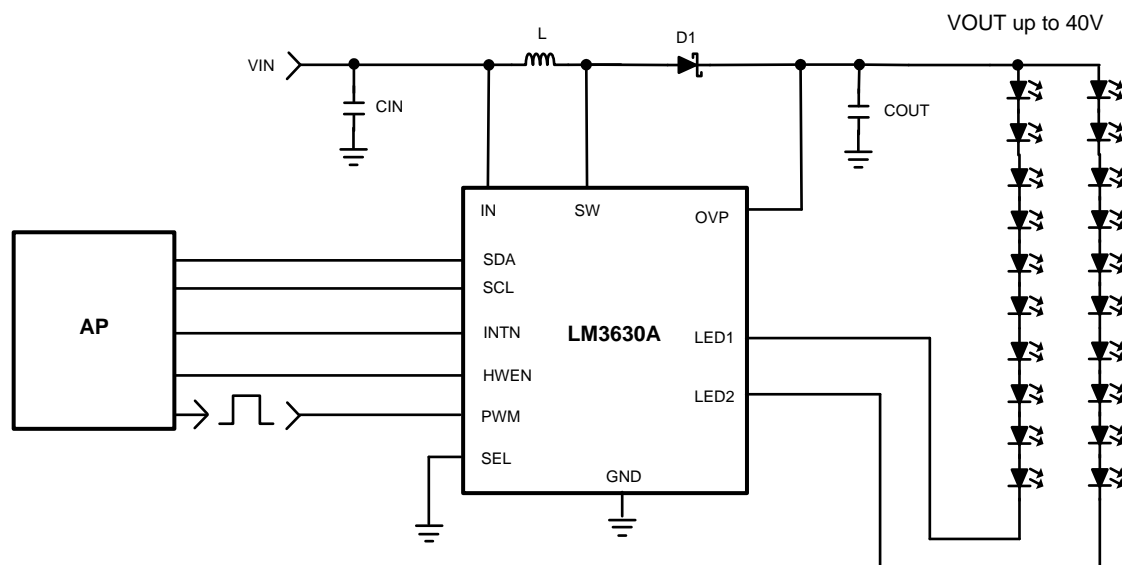 VOUT up to 40V
L
D1
VIN
CIN
COUT
IN
SW
OVP
SDA
SCL
AP
INTN
LM3630A
LED1
HWEN
LED2
PWM
SEL
GND